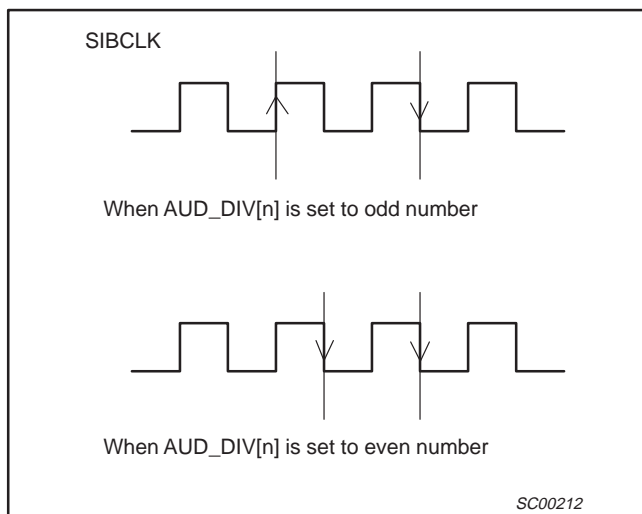 SIBCLK
When AUD_DIV[n] is set to odd number
When AUD_DIV[n] is set to even number
SC00212